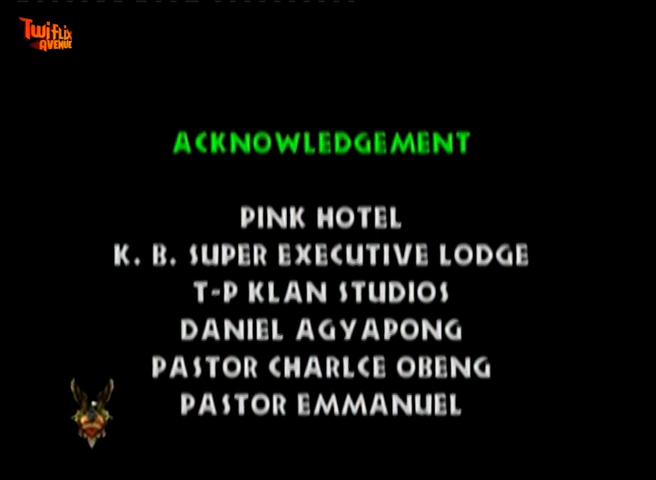 Twiflix
Avenue
ACKNOWLEDGEMENT
PINK HOTEL
K. B. SUPER EXECUTIVE LODGE
T-P KLAN STUDIOS
DANIEL AGYAPONG
PASTOR CHARLCE OBENG
PASTOR EMMANUEL